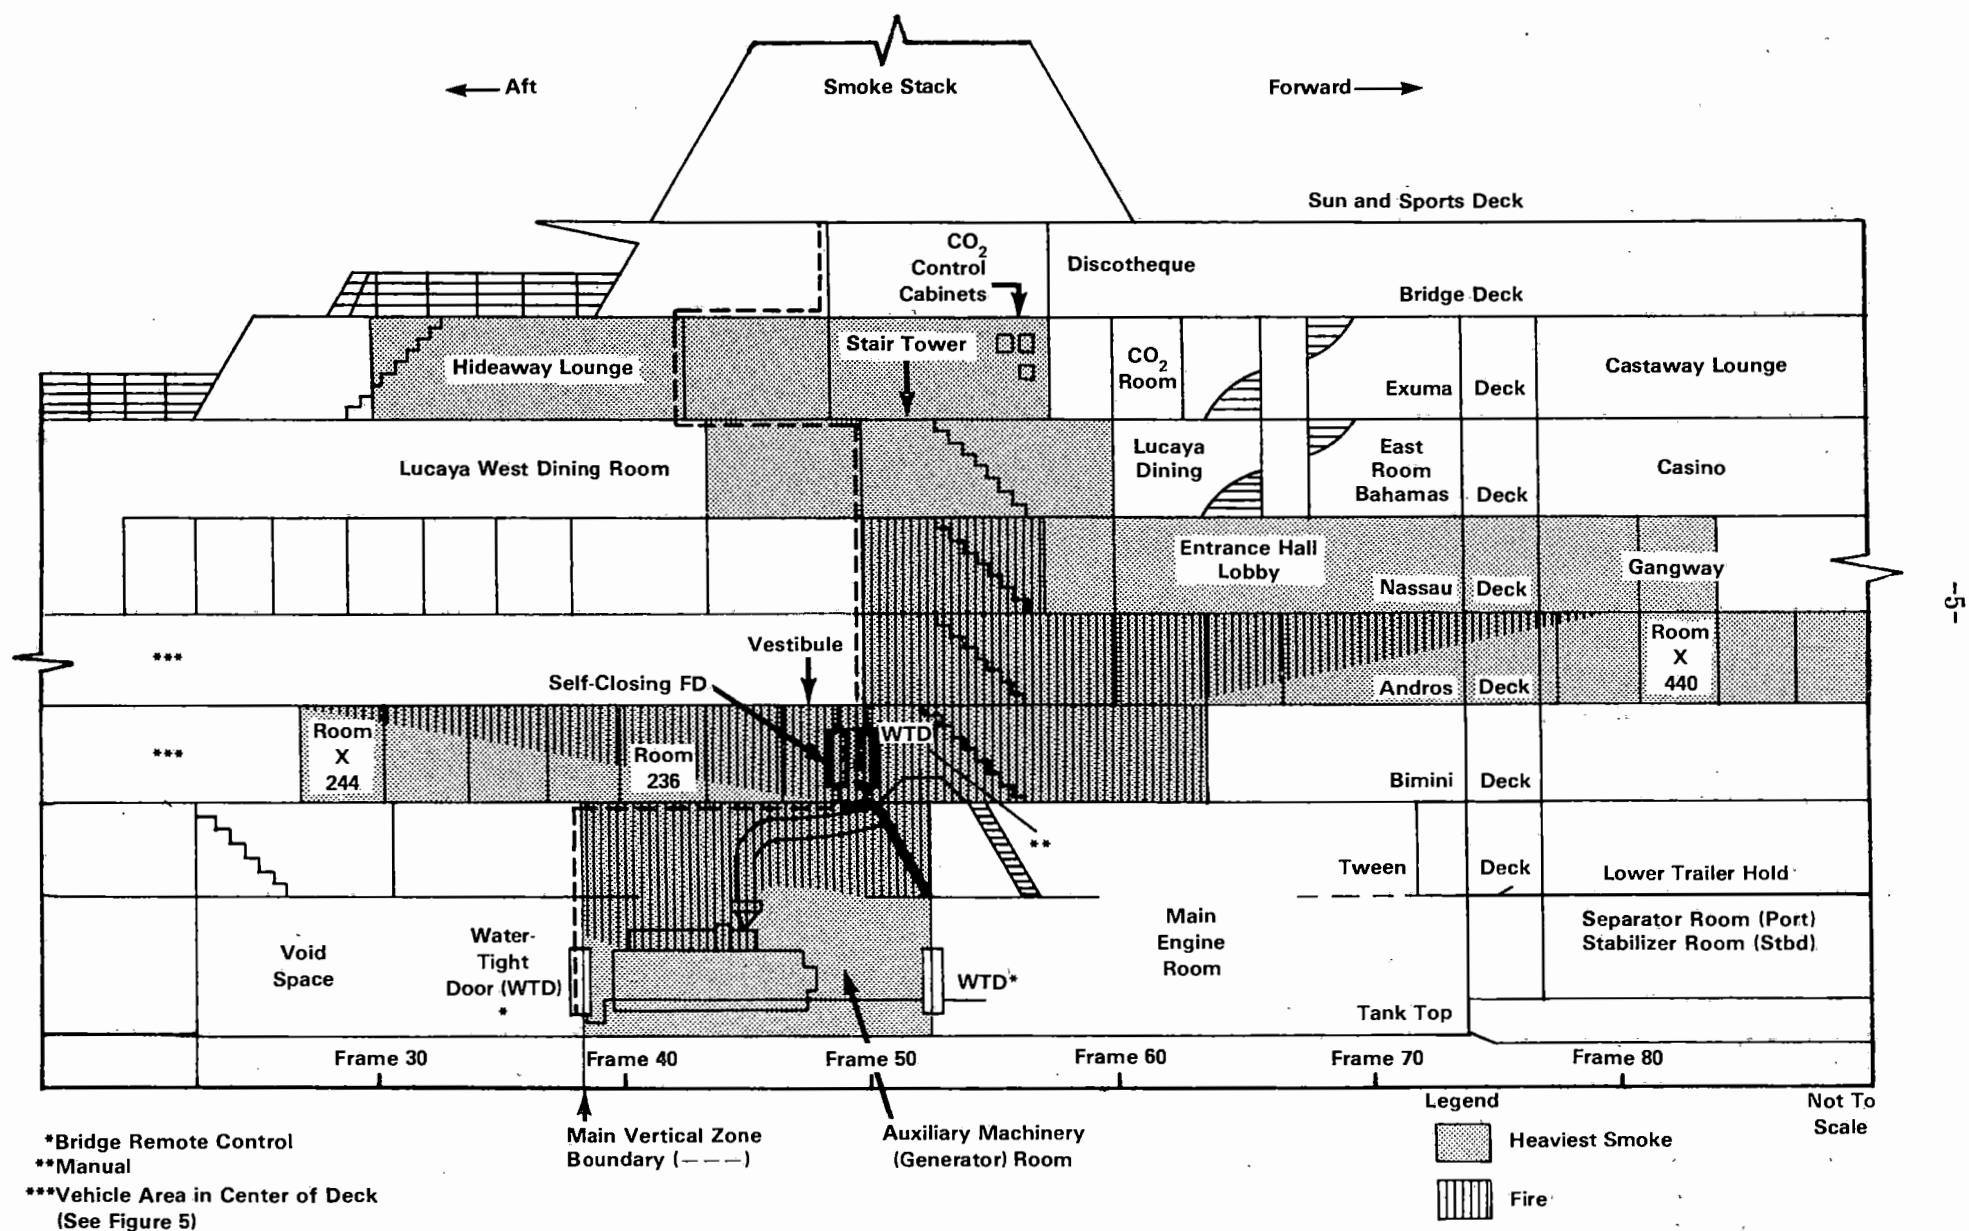 Aft
Smoke Stack
Forward
Sun and Sports Deck
CO2
Control
Cabinets
Discotheque
Bridge Deck
Hideaway Lounge
Stair Tower
CO2
Room
Exuma Deck
Castaway Lounge
Lucaya West Dining Room
Lucaya
Dining
East
Room
Bahamas Deck
Casino
Entrance Hall
Lobby
Nassau Deck
Gangway
-5-
***
Vestibule
Self-Closing FD
Andros Deck
Room
X
440
***
Room
X
244
Room
236
WTD
Bimini Deck
**
Tween Deck
Lower Trailer Hold
Void
Space
Water-
Tight
Door (WTD)
*
WTD*
Main
Engine
Room
Separator Room (Port)
Stabilizer Room (Stbd)
Tank Top
Frame 30
Frame 40
Frame 50
Frame 60
Frame 70
Frame 80
*Bridge Remote Control
**Manual
***Vehicle Area in Center of Deck
(See Figure 5)
Main Vertical Zone
Boundary (---)
Auxiliary Machinery
(Generator) Room
Legend
Heaviest Smoke
Fire
Not To
Scale